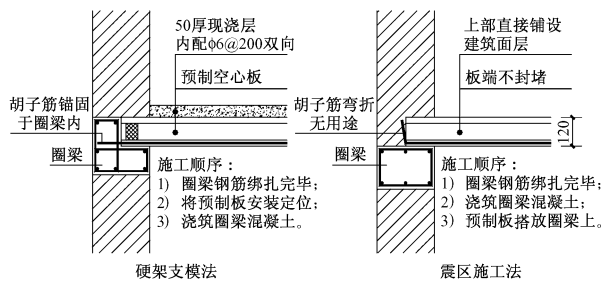 50厚现浇层
内配ф6@200双向
预制空心板
胡子筋锚固
于圈梁内
圈梁
施工顺序：
1) 圈梁钢筋绑扎完毕；
2) 将预制板安装定位；
3) 浇筑圈梁混凝土。
硬架支模法
上部直接铺设
建筑面层
板端不封堵
胡子筋弯折
无用途
120
圈梁
施工顺序：
1) 圈梁钢筋绑扎完毕；
2) 浇筑圈梁混凝土；
3) 预制板搭放圈梁上。
震区施工法